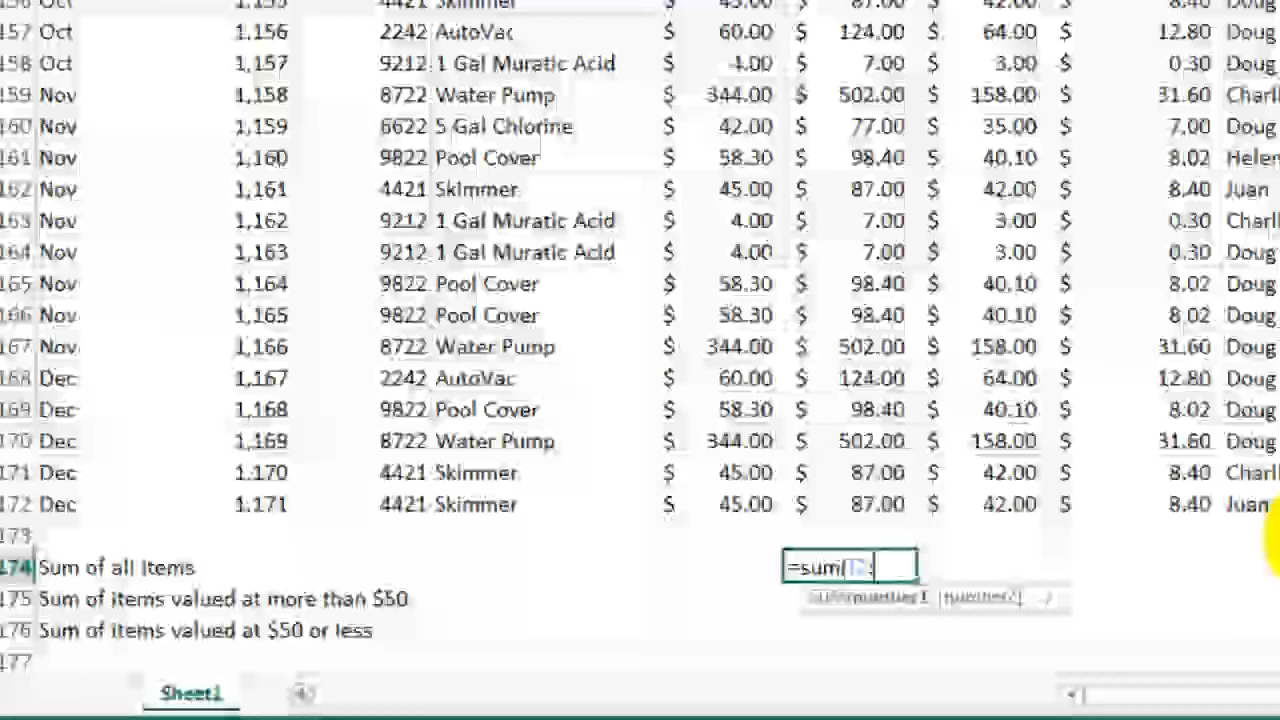 157 Oct 1,156 2242 AutoVac $ 60.00 $ 124.00 $ 64.00 $ 12.80 Doug
158 Oct 1,157 9212 1 Gal Muratic Acid $ 4.00 $ 7.00 $ 3.00 $ 0.30 Doug
159 Nov 1,158 8722 Water Pump $ 344.00 $ 502.00 $ 158.00 $ 31.60 Charl
160 Nov 1,159 6622 5 Gal Chlorine $ 42.00 $ 77.00 $ 35.00 $ 7.00 Doug
161 Nov 1,160 9822 Pool Cover $ 58.30 $ 98.40 $ 40.10 $ 8.02 Helen
162 Nov 1,161 4421 Skimmer $ 45.00 $ 87.00 $ 42.00 $ 8.40 Juan
163 Nov 1,162 9212 1 Gal Muratic Acid $ 4.00 $ 7.00 $ 3.00 $ 0.30 Charl
164 Nov 1,163 9212 1 Gal Muratic Acid $ 4.00 $ 7.00 $ 3.00 $ 0.30 Doug
165 Nov 1,164 9822 Pool Cover $ 58.30 $ 98.40 $ 40.10 $ 8.02 Doug
166 Nov 1,165 9822 Pool Cover $ 58.30 $ 98.40 $ 40.10 $ 8.02 Doug
167 Nov 1,166 8722 Water Pump $ 344.00 $ 502.00 $ 158.00 $ 31.60 Doug
168 Dec 1,167 2242 AutoVac $ 60.00 $ 124.00 $ 64.00 $ 12.80 Doug
169 Dec 1,168 9822 Pool Cover $ 58.30 $ 98.40 $ 40.10 $ 8.02 Doug
170 Dec 1,169 8722 Water Pump $ 344.00 $ 502.00 $ 158.00 $ 31.60 Doug
171 Dec 1,170 4421 Skimmer $ 45.00 $ 87.00 $ 42.00 $ 8.40 Charl
172 Dec 1,171 4421 Skimmer $ 45.00 $ 87.00 $ 42.00 $ 8.40 Juan
173
174 Sum of all items =sum(
175 Sum of items valued at more than $50
176 Sum of items valued at $50 or less
177
Sheet1